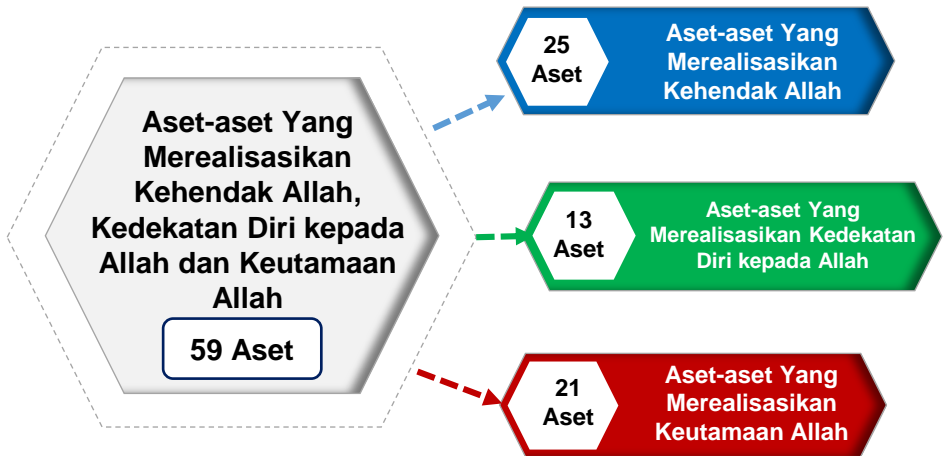 Aset-aset Yang
Merealisasikan
Kehendak Allah,
Kedekatan Diri kepada
Allah dan Keutamaan
Allah
59 Aset
25
Aset
Aset-aset Yang
Merealisasikan
Kehendak Allah
13
Aset
Aset-aset Yang
Merealisasikan Kedekatan
Diri kepada Allah
21
Aset
Aset-aset Yang
Merealisasikan
Keutamaan Allah